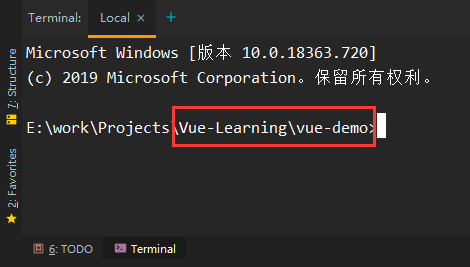 Terminal: Local ×
Microsoft Windows [版本 10.0.18363.720]
(c) 2019 Microsoft Corporation。保留所有权利。
E:\work\Projects\Vue-Learning\vue-demo>
7: Structure
2: Favorites
6: TODO Terminal